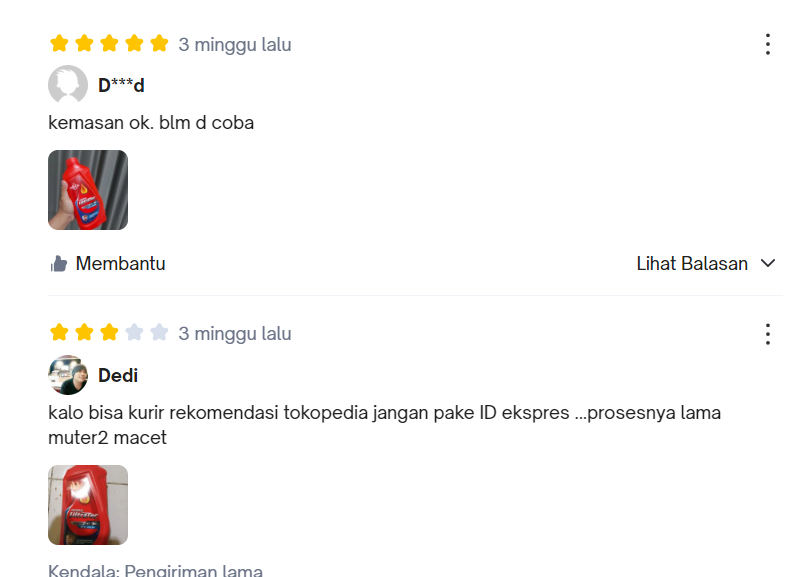 3 minggu lalu
D***d
kemasan ok. blm d coba
Membantu
Lihat Balasan
3 minggu lalu
Dedi
kalo bisa kurir rekomendasi tokopedia jangan pake ID ekspres ...prosesnya lama
muter2 macet
Kendala: Pengiriman lama